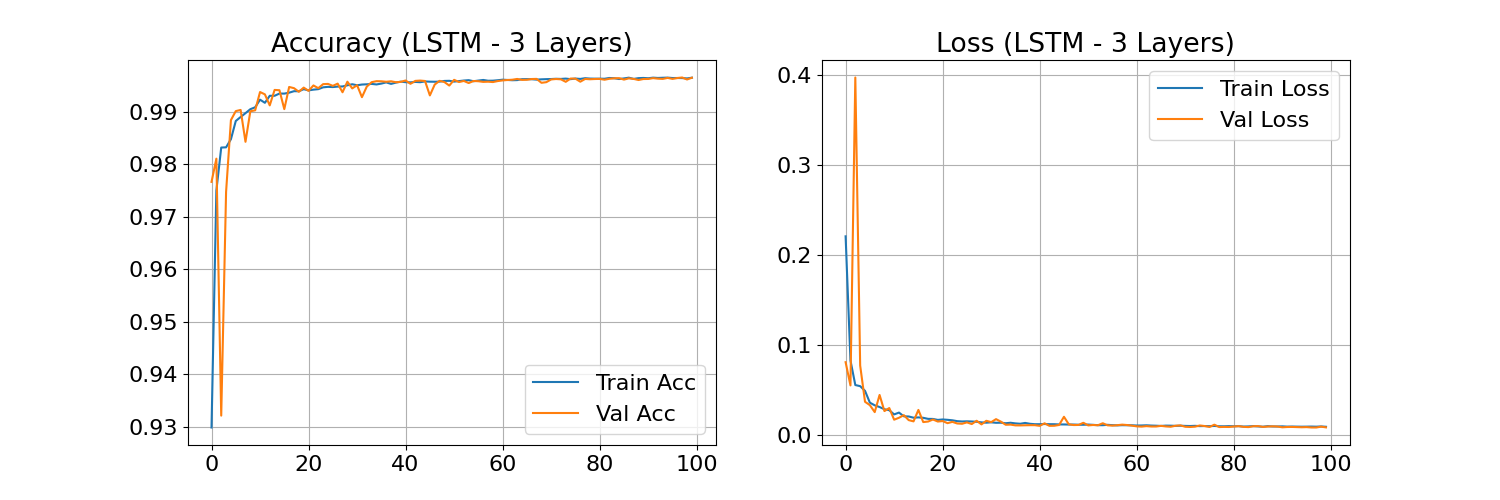 Accuracy (LSTM - 3 Layers)
0.99
0.98
0.97
0.96
0.95
0.94
0.93
0 20 40 60 80 100
Train Acc
Val Acc
Loss (LSTM - 3 Layers)
0.4
0.3
0.2
0.1
0.0
0 20 40 60 80 100
Train Loss
Val Loss